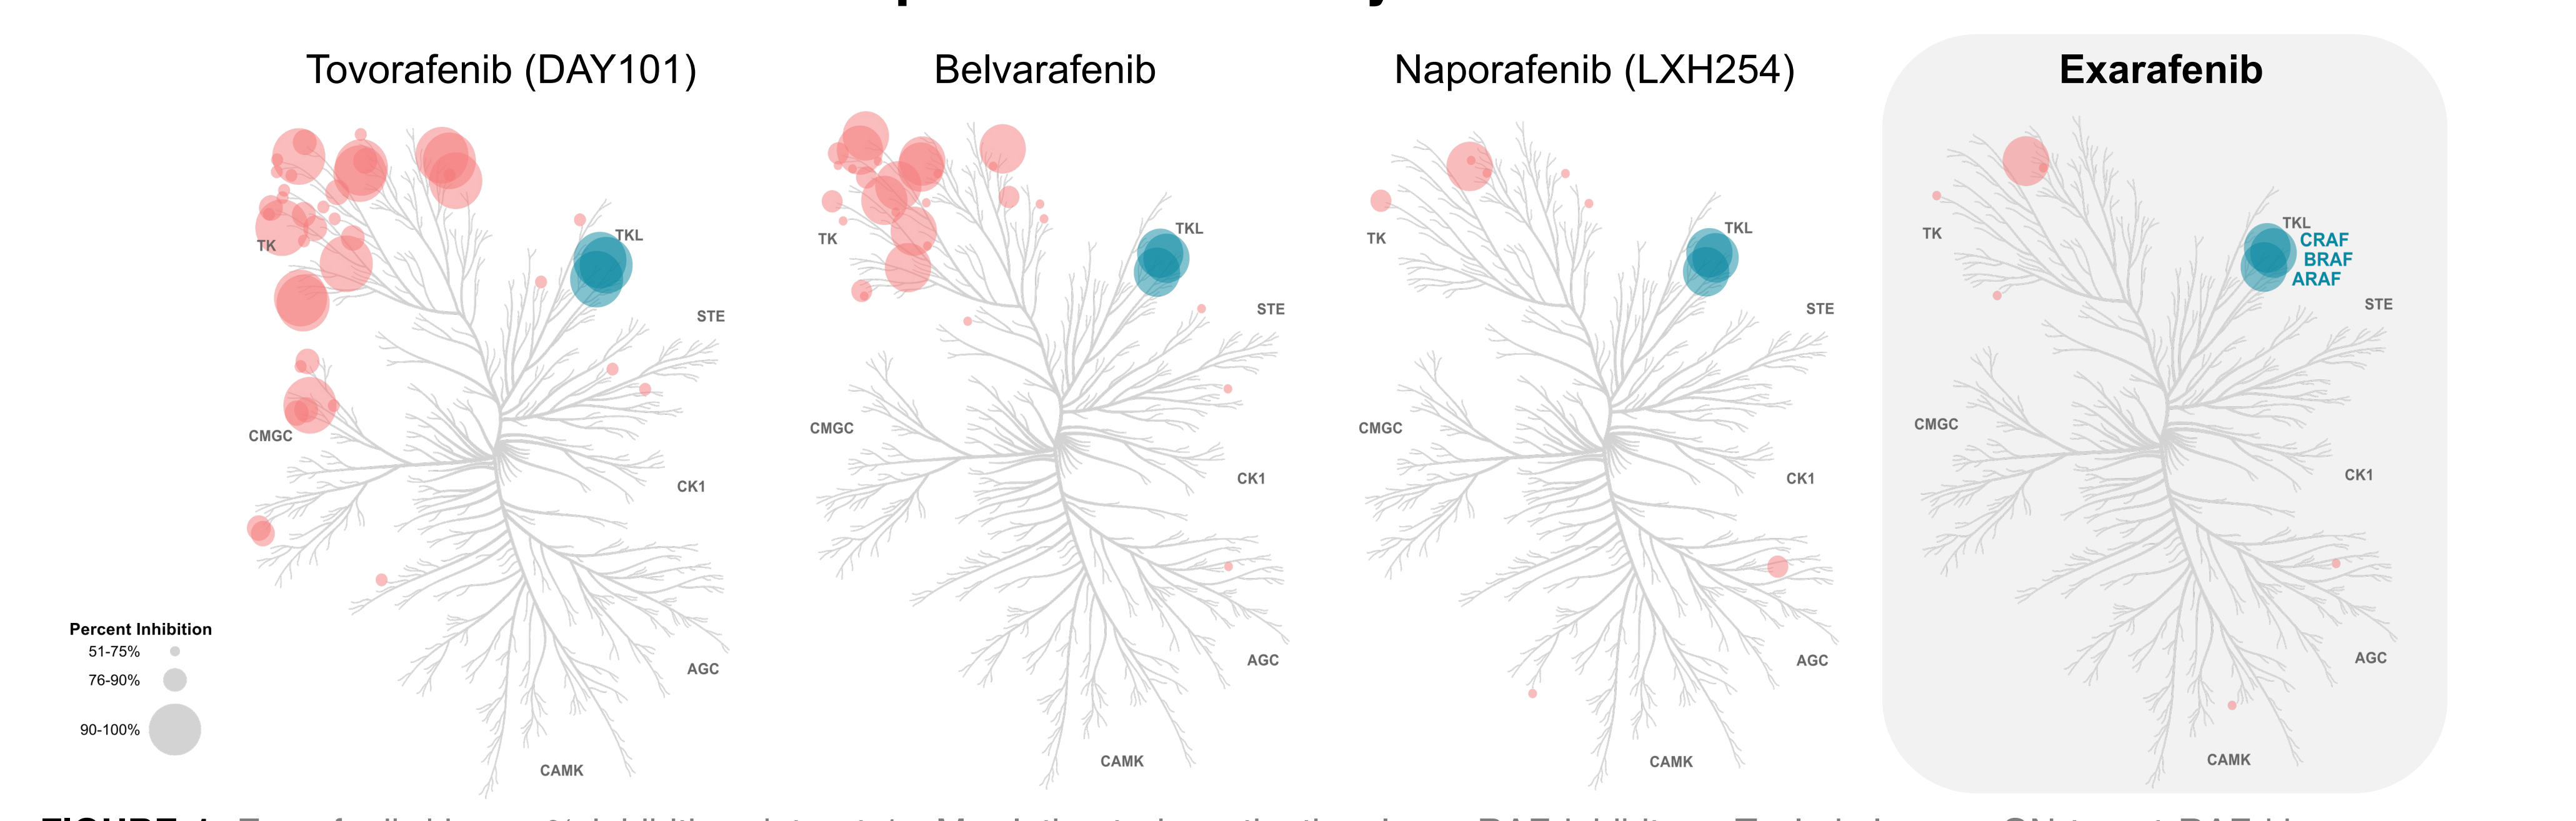 Tovorafenib (DAY101)
Belvarafenib
Naporafenib (LXH254)
Exarafenib
TK
TKL
STE
CMGC
CK1
AGC
CAMK
TK
TKL
STE
CMGC
CK1
AGC
CAMK
TK
TKL
STE
CMGC
CK1
AGC
CAMK
TK
TKL
CRAF
BRAF
ARAF
STE
CMGC
CK1
AGC
CAMK
Percent Inhibition
51-75%
76-90%
90-100%